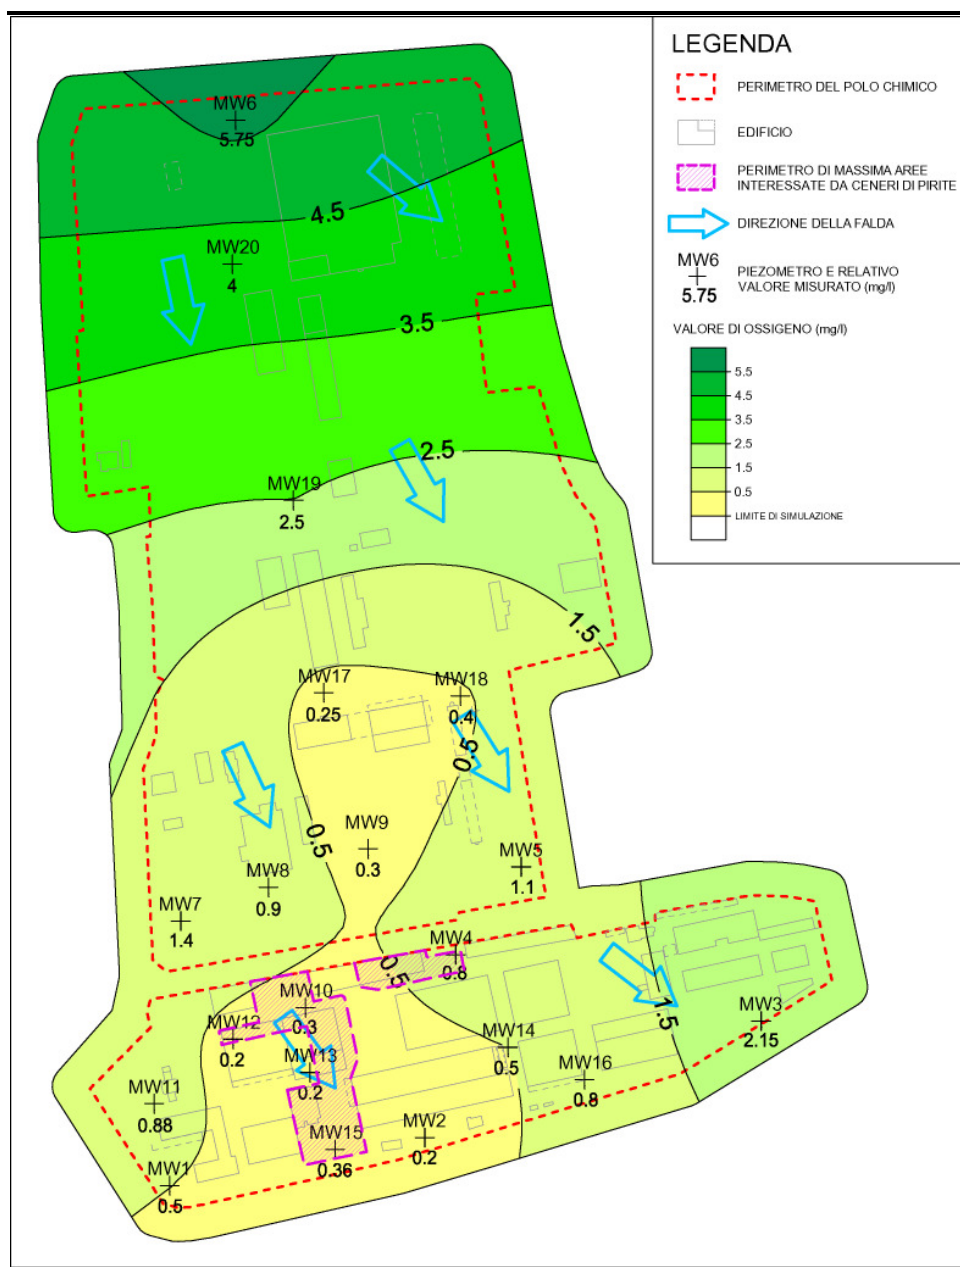 LEGENDA
PERIMETRO DEL POLO CHIMICO
EDIFICIO
PERIMETRO DI MASSIMA AREE
INTERESSATE DA CENERI DI PIRITE
DIREZIONE DELLA FALDA
MW6
5.75
PIEZOMETRO E RELATIVO
VALORE MISURATO (mg/l)
VALORE DI OSSIGENO (mg/l)
5.5
4.5
3.5
2.5
1.5
0.5
LIMITE DI SIMULAZIONE
MW6
5.75
4.5
MW20
4
3.5
2.5
MW19
2.5
1.5
MW17
0.25
MW18
0.4
0.5
0.5
MW9
0.3
MW5
1.1
MW8
0.9
MW7
1.4
MW4
0.8
0.5
MW10
0.3
MW12
0.2
MW13
0.2
MW14
0.5
1.5
MW3
2.15
MW16
0.8
MW11
0.88
MW15
0.36
MW2
0.2
MW1
0.5